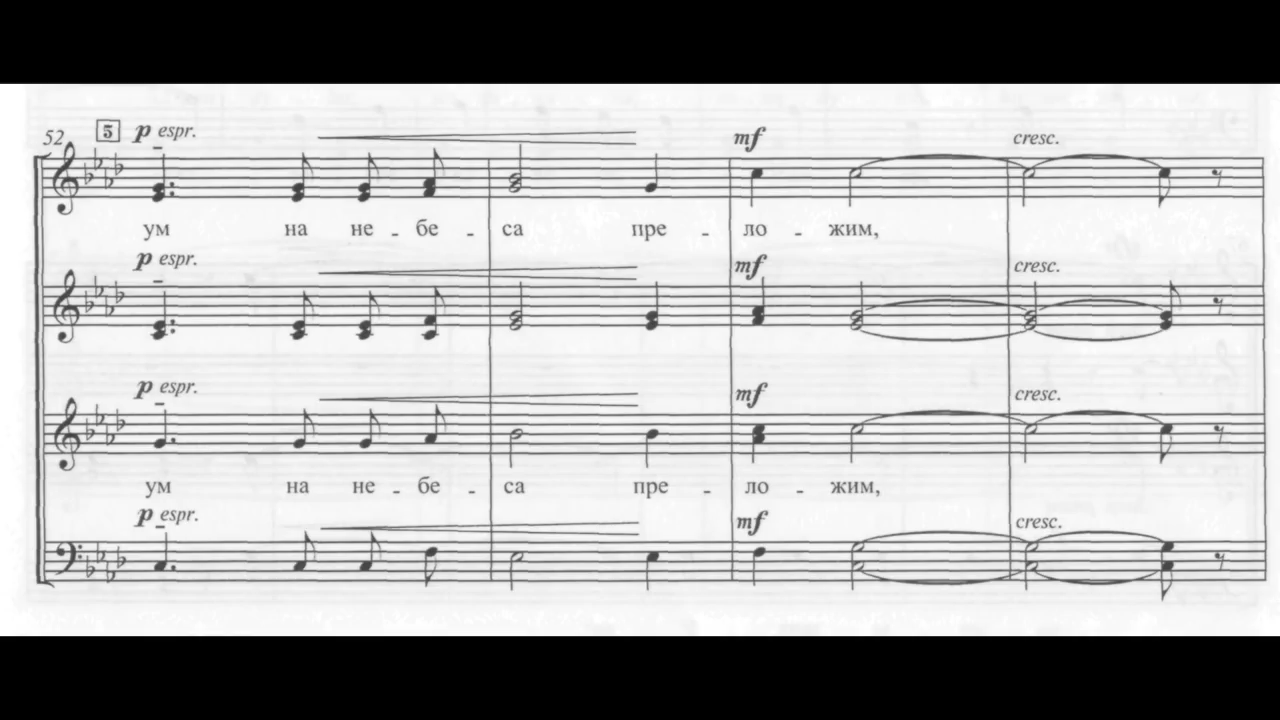 52 5 p espr. mf cresc.
ум на не - бе - са пре - ло - жим,
p espr. mf cresc.
p espr. mf cresc.
ум на не - бе - са пре - ло - жим,
p espr. mf cresc.